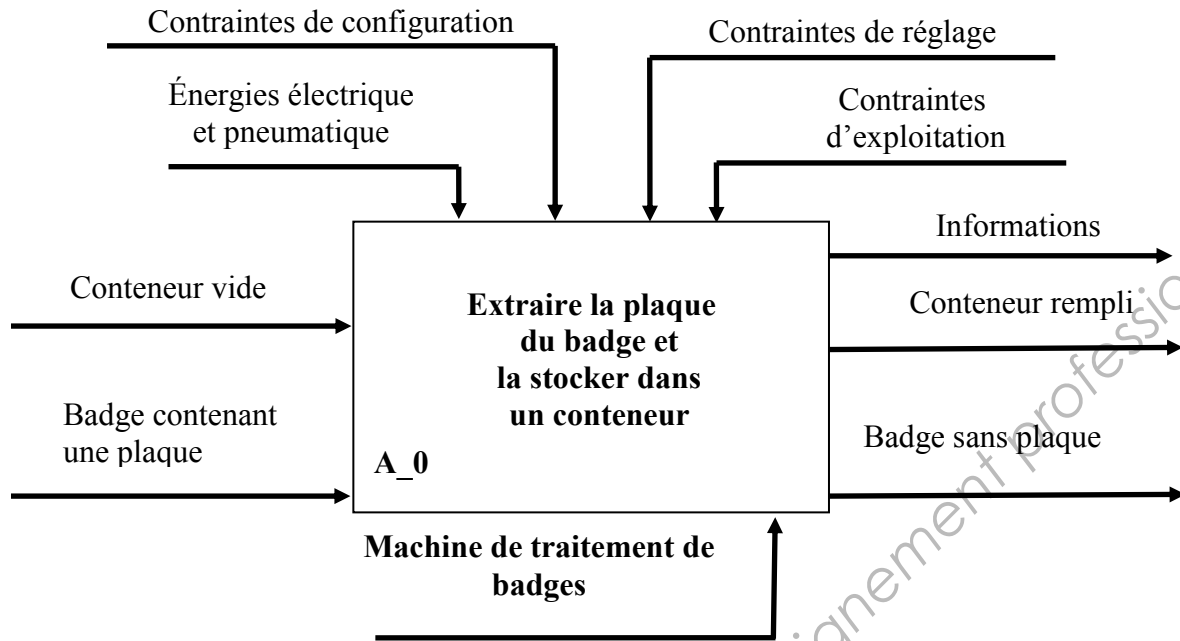 Contraintes de configuration
Contraintes de réglage
Énergies électrique
et pneumatique
Contraintes
d’exploitation
Informations
Conteneur vide
Conteneur rempli
Extraire la plaque
du badge et
la stocker dans
un conteneur
Badge contenant
une plaque
Badge sans plaque
A_0
Machine de traitement de
badges